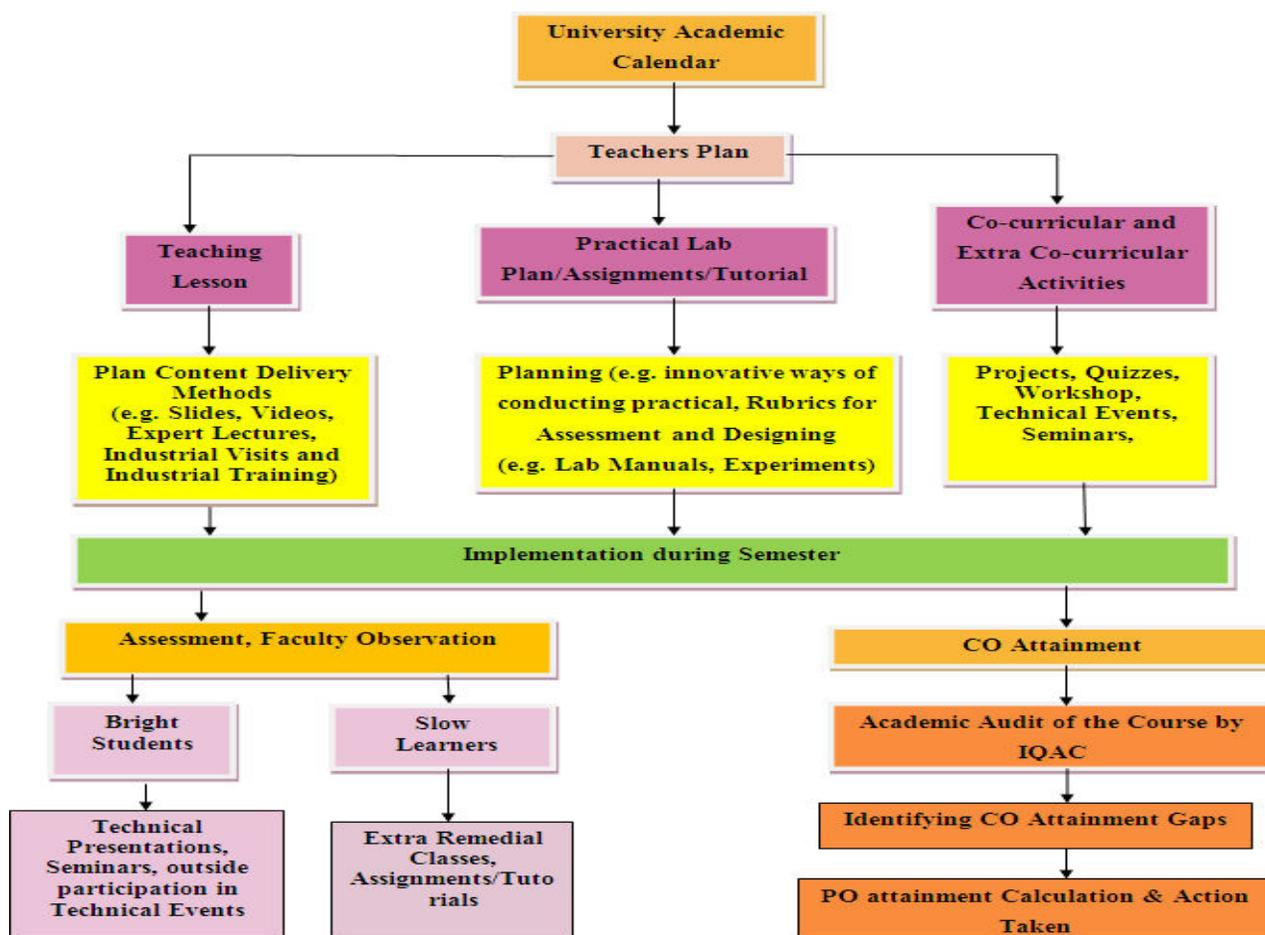 University Academic
Calendar
Teachers Plan
Teaching
Lesson
Practical Lab
Plan/Assignments/Tutorial
Co-curricular and
Extra Co-curricular
Activities
Plan Content Delivery
Methods
(e.g. Slides, Videos,
Expert Lectures,
Industrial Visits and
Industrial Training)
Planning (e.g. innovative ways of
conducting practical, Rubrics for
Assessment and Designing
(e.g. Lab Manuals, Experiments)
Projects, Quizzes,
Workshop,
Technical Events,
Seminars,
Implementation during Semester
Assessment, Faculty Observation
Bright
Students
Slow
Learners
Technical
Presentations,
Seminars, outside
participation in
Technical Events
Extra Remedial
Classes,
Assignments/Tuto
rials
CO Attainment
Academic Audit of the Course by
IQAC
Identifying CO Attainment Gaps
PO attainment Calculation & Action
Taken